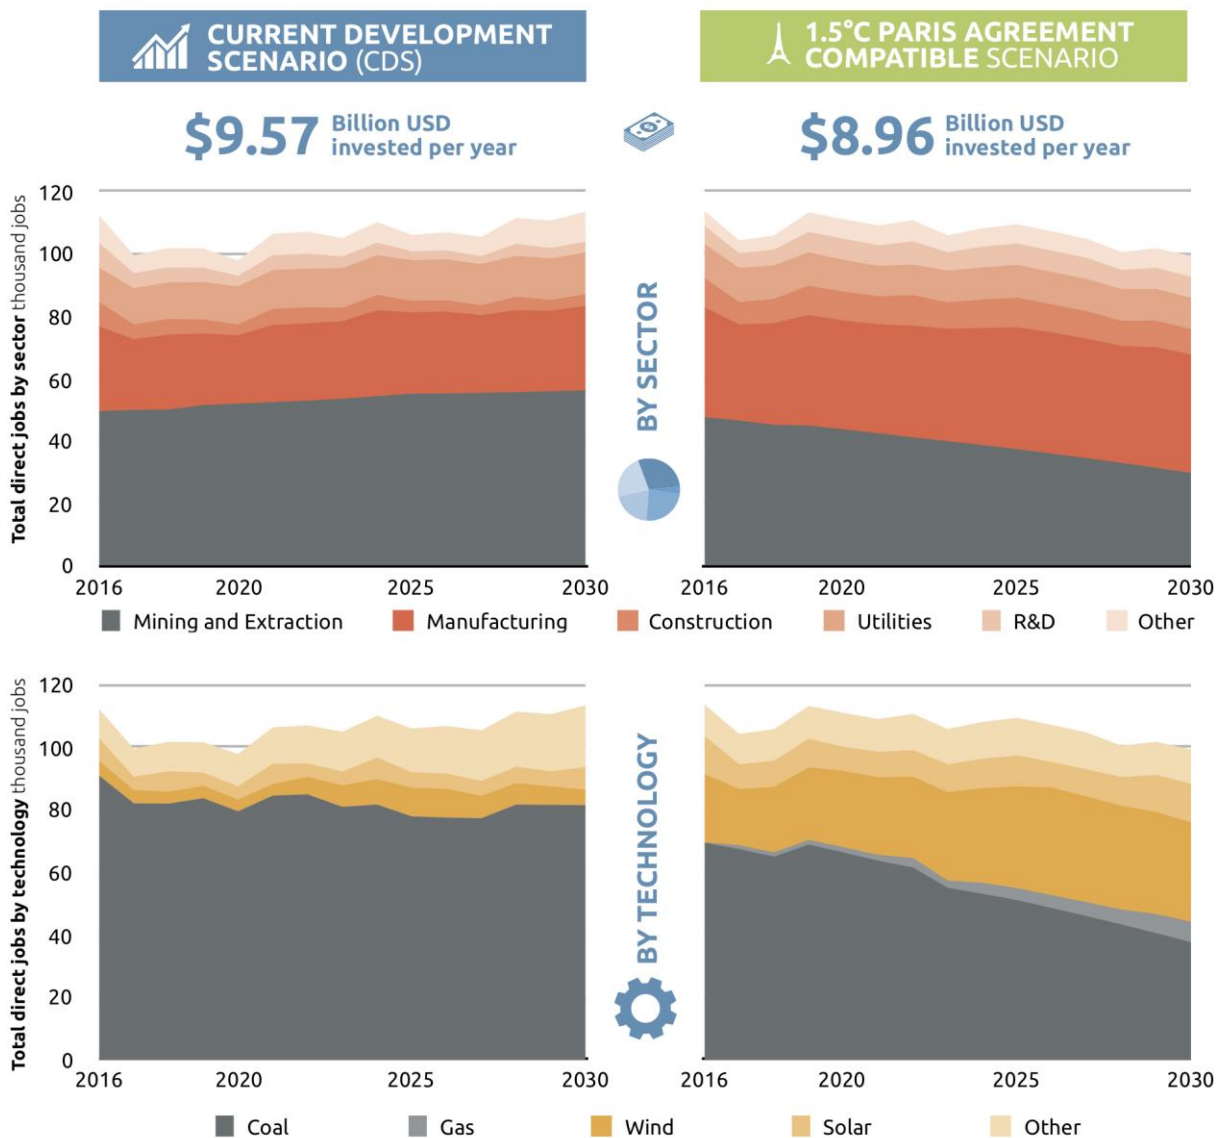 CURRENT DEVELOPMENT
SCENARIO (CDS)
1.5°C PARIS AGREEMENT
COMPATIBLE SCENARIO
$9.57 Billion USD
invested per year
$8.96 Billion USD
invested per year
Total direct jobs by sector thousand jobs
120
100
80
60
40
20
0
2016
2020
2025
2030
BY SECTOR
2016
2020
2025
2030
Mining and Extraction
Manufacturing
Construction
Utilities
R&D
Other
Total direct jobs by technology thousand jobs
120
100
80
60
40
20
0
2016
2020
2025
2030
BY TECHNOLOGY
2016
2020
2025
2030
Coal
Gas
Wind
Solar
Other